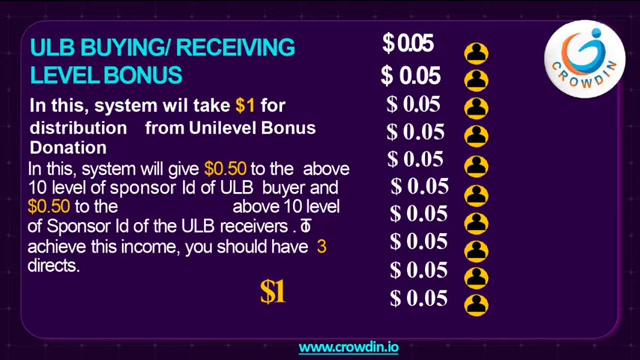 ULB BUYING/ RECEIVING
LEVEL BONUS
In this, system wil take $1 for
distribution from Unilevel Bonus
Donation
In this, system will give $0.50 to the above
10 level of sponsor Id of ULB buyer and
$0.50 to the above 10 level
of Sponsor Id of the ULB receivers .
achieve this income, you should have 3
directs.
$1
$ 0.05
$ 0.05
$ 0.05
$ 0.05
$ 0.05
$ 0.05
$ 0.05
$ 0.05
$ 0.05
$ 0.05
CROWDIN
www.crowdin.io